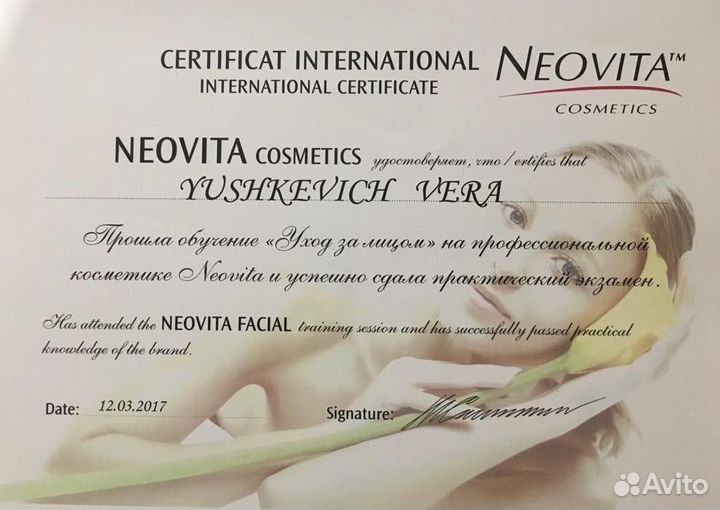 CERTIFICAT INTERNATIONAL
INTERNATIONAL CERTIFICATE
NEOVITA™
COSMETICS
NEOVITA COSMETICS удостоверяет, что / ertifies that
YUSHKEVICH VERA
Прошла обучение «Уход за лицом» на профессиональной
косметике Neovita и успешно сдала практический экзамен.
Has attended the NEOVITA FACIAL training session and has successfully passed practical
knowledge of the brand.
Date: 12.03.2017
Signature:
Avito